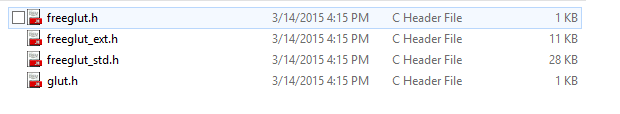 freeglut.h 3/14/2015 4:15 PM C Header File 1 KB
freeglut_ext.h 3/14/2015 4:15 PM C Header File 11 KB
freeglut_std.h 3/14/2015 4:15 PM C Header File 28 KB
glut.h 3/14/2015 4:15 PM C Header File 1 KB